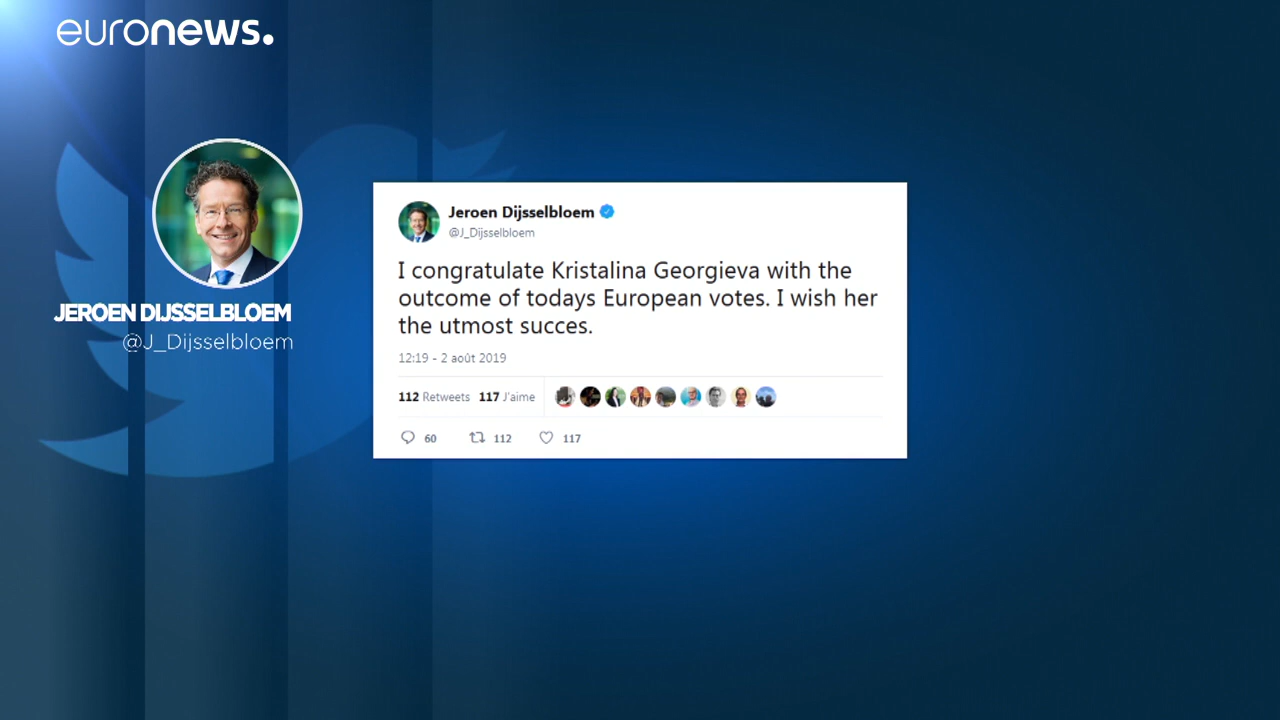 euronews.
JEROEN DIJSSELBLOEM
@J_Dijsselbloem
Jeroen Dijsselbloem
@J_Dijsselbloem
I congratulate Kristalina Georgieva with the
outcome of todays European votes. I wish her
the utmost succes.
12:19 - 2 août 2019
112 Retweets 117 J'aime
60 112 117